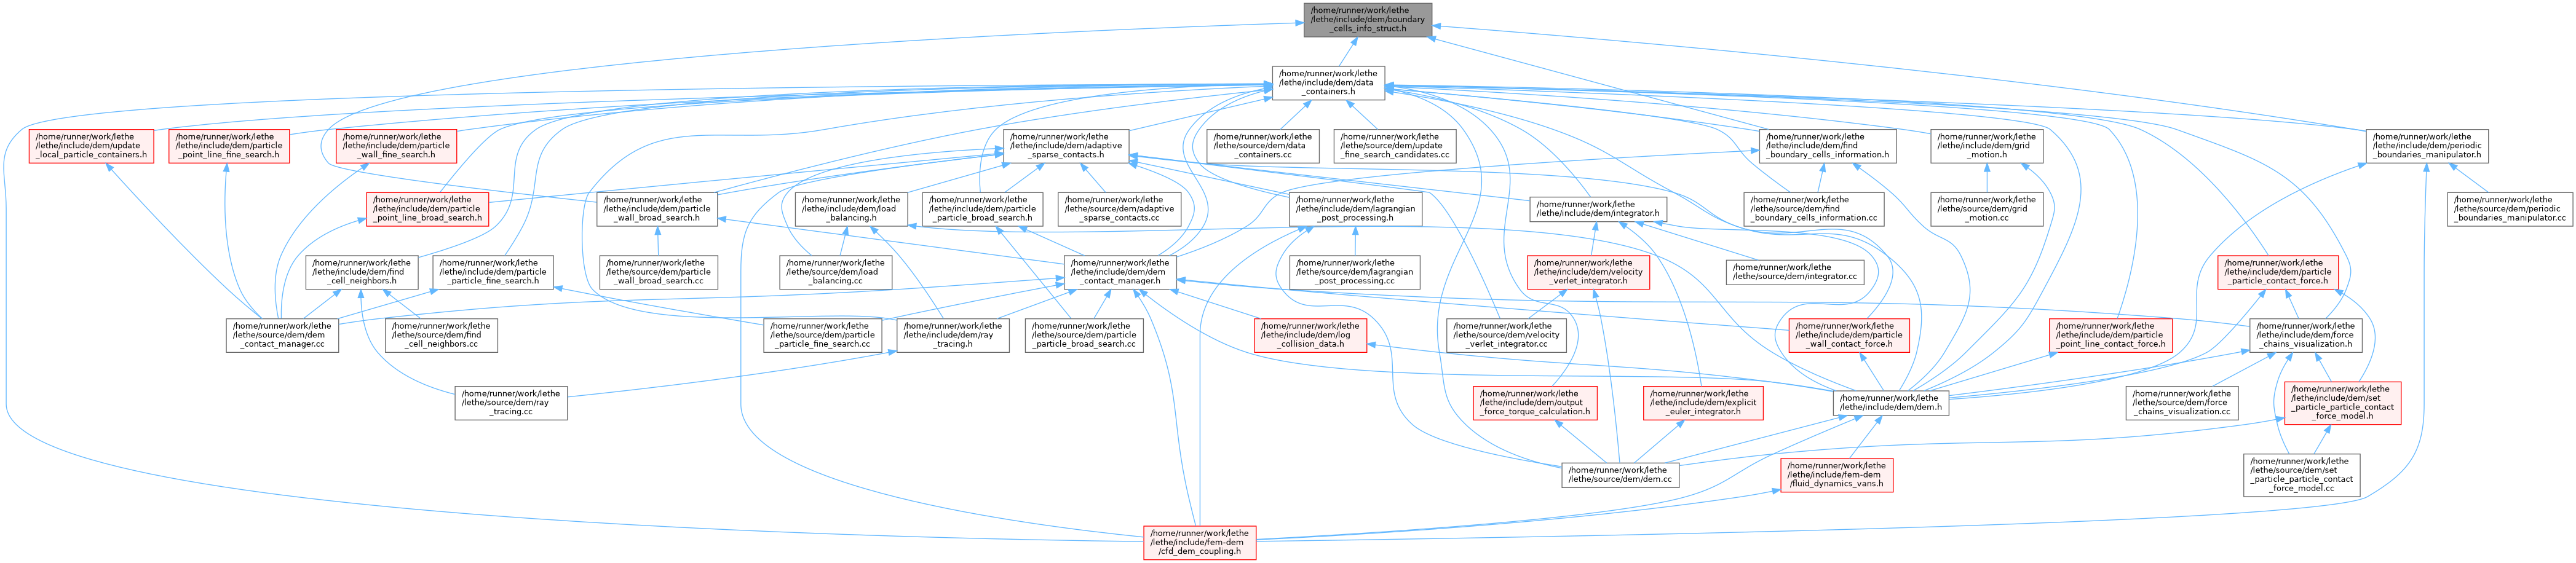 /home/runner/work/lethe
/lethe/include/dem/boundary
_cells_info_struct.h
/home/runner/work/lethe
/lethe/include/dem/data
_containers.h
/home/runner/work/lethe
/lethe/include/dem/update
_local_particle_containers.h
/home/runner/work/lethe
/lethe/include/dem/particle
_point_line_fine_search.h
/home/runner/work/lethe
/lethe/include/dem/particle
_wall_fine_search.h
/home/runner/work/lethe
/lethe/include/dem/adaptive
_sparse_contacts.h
/home/runner/work/lethe
/lethe/source/dem/data
_containers.cc
/home/runner/work/lethe
/lethe/source/dem/update
_fine_search_candidates.cc
/home/runner/work/lethe
/lethe/include/dem/find
_boundary_cells_information.h
/home/runner/work/lethe
/lethe/include/dem/grid
_motion.h
/home/runner/work/lethe
/lethe/include/dem/periodic
_boundaries_manipulator.h
/home/runner/work/lethe
/lethe/include/dem/particle
_point_line_broad_search.h
/home/runner/work/lethe
/lethe/include/dem/particle
_wall_broad_search.h
/home/runner/work/lethe
/lethe/include/dem/load
_balancing.h
/home/runner/work/lethe
/lethe/include/dem/particle
_particle_broad_search.h
/home/runner/work/lethe
/lethe/source/dem/adaptive
_sparse_contacts.cc
/home/runner/work/lethe
/lethe/include/dem/lagrangian
_post_processing.h
/home/runner/work/lethe
/lethe/include/dem/integrator.h
/home/runner/work/lethe
/lethe/source/dem/find
_boundary_cells_information.cc
/home/runner/work/lethe
/lethe/source/dem/grid
_motion.cc
/home/runner/work/lethe
/lethe/source/dem/periodic
_boundaries_manipulator.cc
/home/runner/work/lethe
/lethe/include/dem/find
_cell_neighbors.h
/home/runner/work/lethe
/lethe/include/dem/particle
_particle_fine_search.h
/home/runner/work/lethe
/lethe/source/dem/particle
_wall_broad_search.cc
/home/runner/work/lethe
/lethe/source/dem/load
_balancing.cc
/home/runner/work/lethe
/lethe/include/dem/dem
_contact_manager.h
/home/runner/work/lethe
/lethe/source/dem/lagrangian
_post_processing.cc
/home/runner/work/lethe
/lethe/include/dem/velocity
_verlet_integrator.h
/home/runner/work/lethe
/lethe/source/dem/integrator.cc
/home/runner/work/lethe
/lethe/include/dem/particle
_particle_contact_force.h
/home/runner/work/lethe
/lethe/source/dem/dem
_contact_manager.cc
/home/runner/work/lethe
/lethe/source/dem/find
_cell_neighbors.cc
/home/runner/work/lethe
/lethe/source/dem/particle
_particle_fine_search.cc
/home/runner/work/lethe
/lethe/include/dem/ray
_tracing.h
/home/runner/work/lethe
/lethe/source/dem/particle
_particle_broad_search.cc
/home/runner/work/lethe
/lethe/include/dem/log
_collision_data.h
/home/runner/work/lethe
/lethe/source/dem/velocity
_verlet_integrator.cc
/home/runner/work/lethe
/lethe/include/dem/particle
_wall_contact_force.h
/home/runner/work/lethe
/lethe/include/dem/particle
_point_line_contact_force.h
/home/runner/work/lethe
/lethe/include/dem/force
_chains_visualization.h
/home/runner/work/lethe
/lethe/source/dem/ray
_tracing.cc
/home/runner/work/lethe
/lethe/include/dem/output
_force_torque_calculation.h
/home/runner/work/lethe
/lethe/include/dem/explicit
_euler_integrator.h
/home/runner/work/lethe
/lethe/include/dem/dem.h
/home/runner/work/lethe
/lethe/source/dem/force
_chains_visualization.cc
/home/runner/work/lethe
/lethe/include/dem/set
_particle_particle_contact
_force_model.h
/home/runner/work/lethe
/lethe/source/dem/dem.cc
/home/runner/work/lethe
/lethe/include/fem-dem
/fluid_dynamics_vans.h
/home/runner/work/lethe
/lethe/source/dem/set
_particle_particle_contact
_force_model.cc
/home/runner/work/lethe
/lethe/include/fem-dem
/cfd_dem_coupling.h